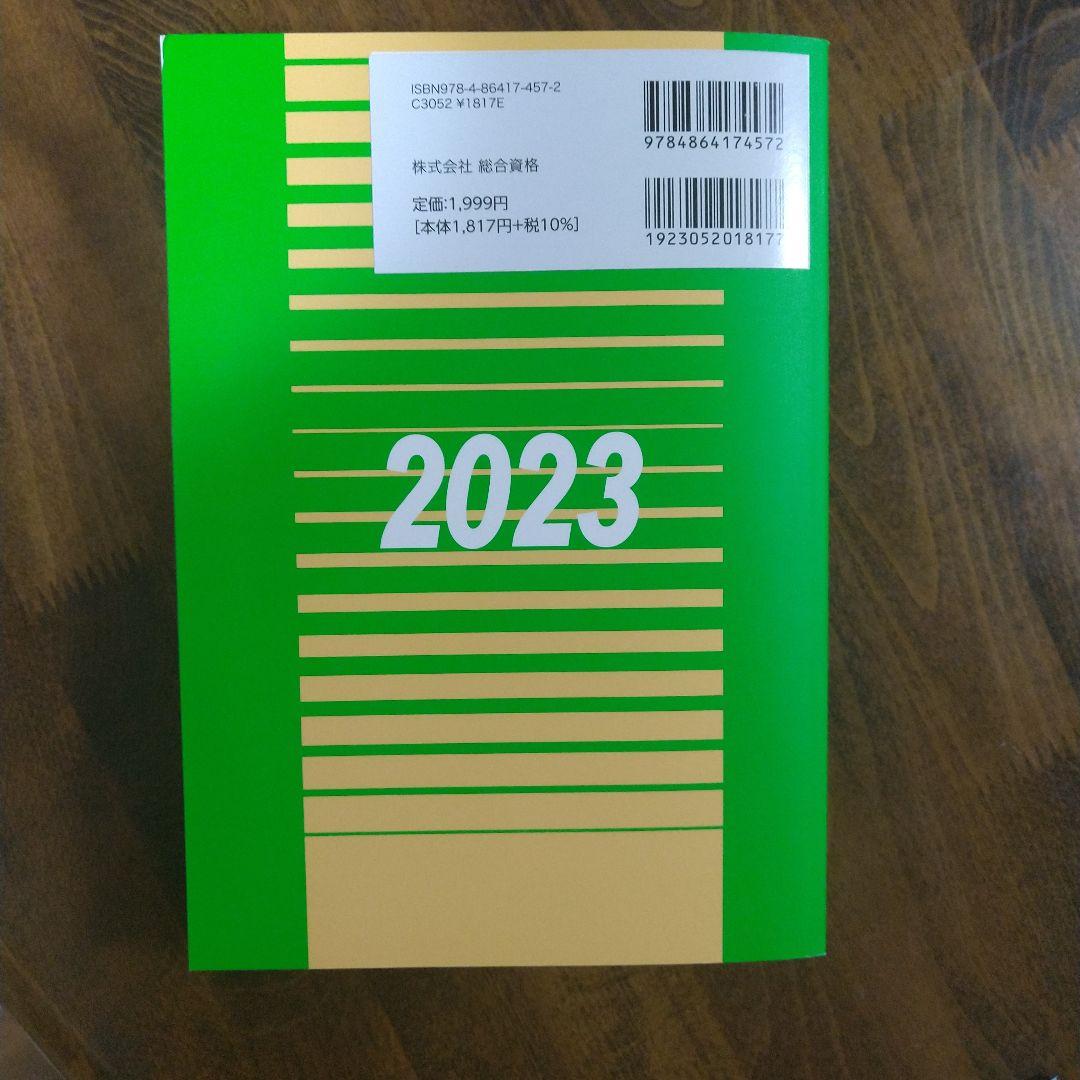 ISBN978-4-86417-457-2
C3052 ¥1817E
9784864174572
株式会社 総合資格
定価:1,999円
[本体1,817円+税10%]
1923052018177
2023